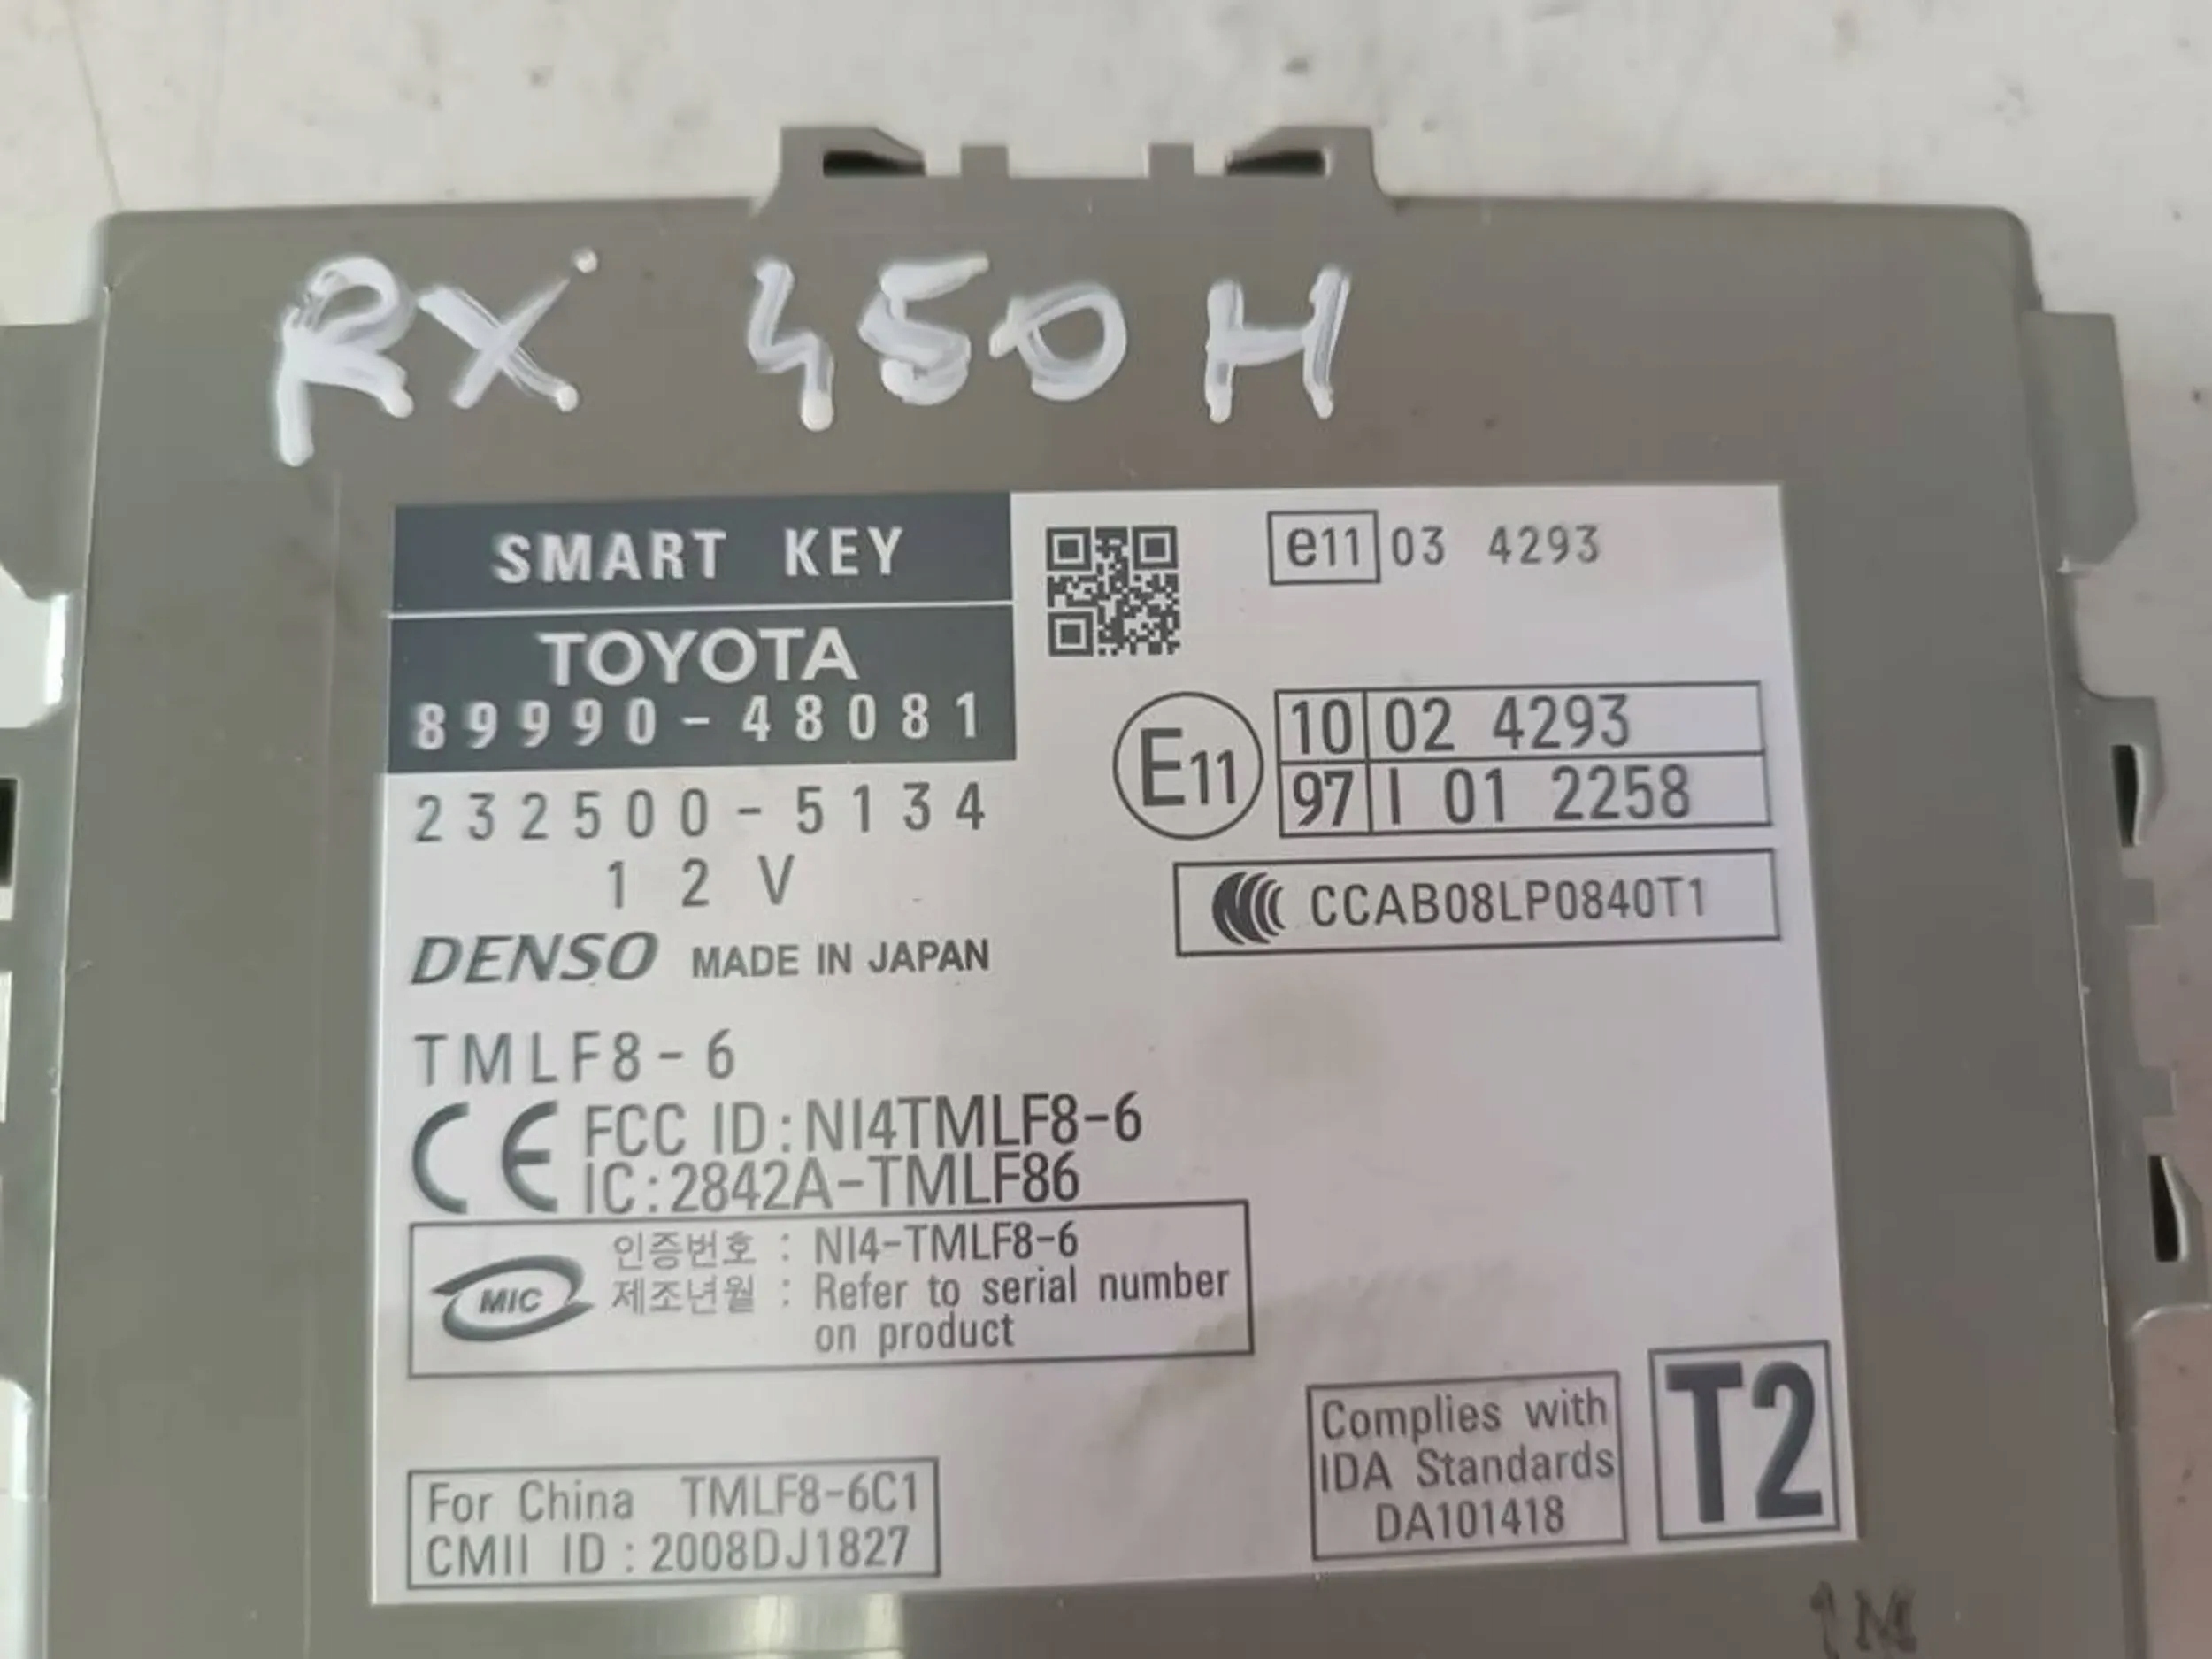 RX 450H
SMART KEY
TOYOTA
89990-48081
232500-5134
12V
DENSO MADE IN JAPAN
TMLF8-6
CE FCC ID:NI4TMLF8-6
IC:2842A-TMLF86
MIC
인증번호 : NI4-TMLF8-6
제조년월 : Refer to serial number
on product
For China TMLF8-6C1
CMII ID:2008DJ1827
e11 03 4293
E11
10 02 4293
97 I 01 2258
CCAB08LP0840T1
Complies with
IDA Standards
DA101418
T2
1M